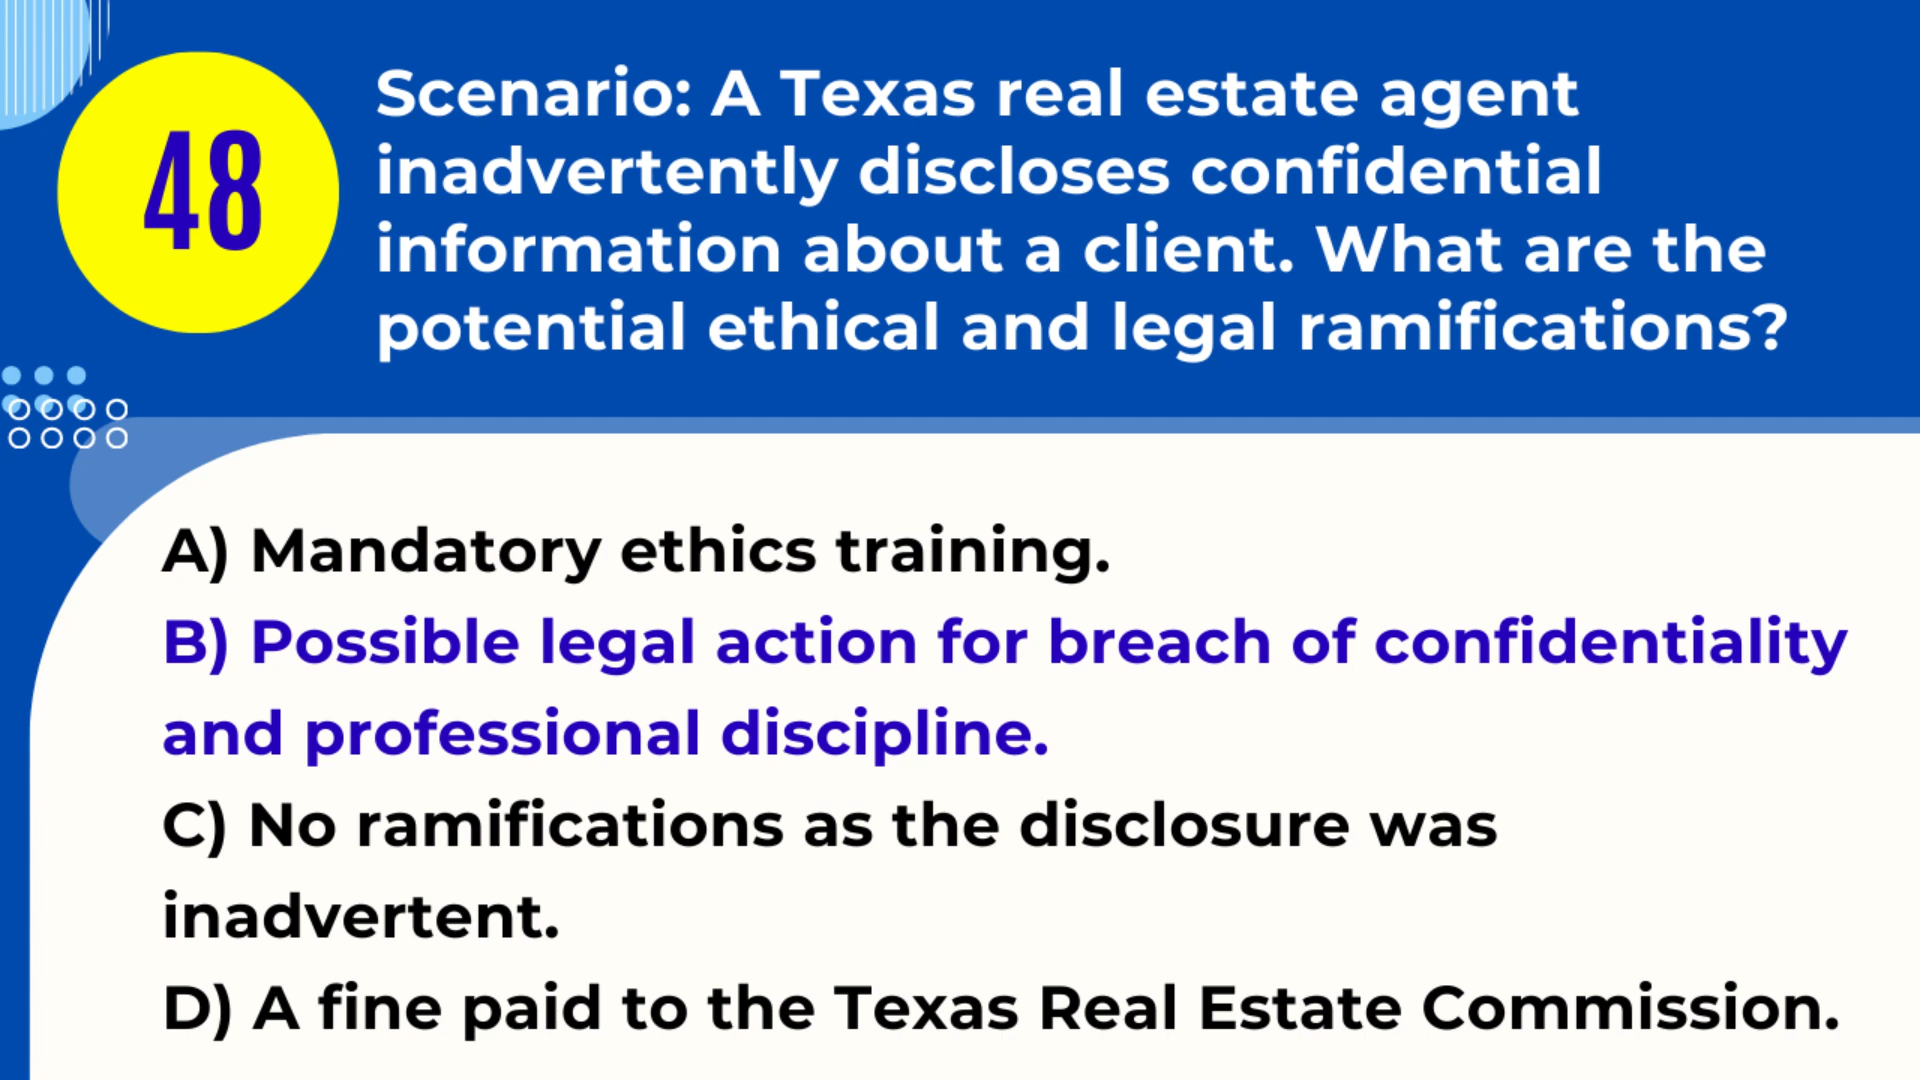 48
Scenario: A Texas real estate agent
inadvertently discloses confidential
information about a client. What are the
potential ethical and legal ramifications?
A) Mandatory ethics training.
B) Possible legal action for breach of confidentiality
and professional discipline.
C) No ramifications as the disclosure was
inadvertent.
D) A fine paid to the Texas Real Estate Commission.